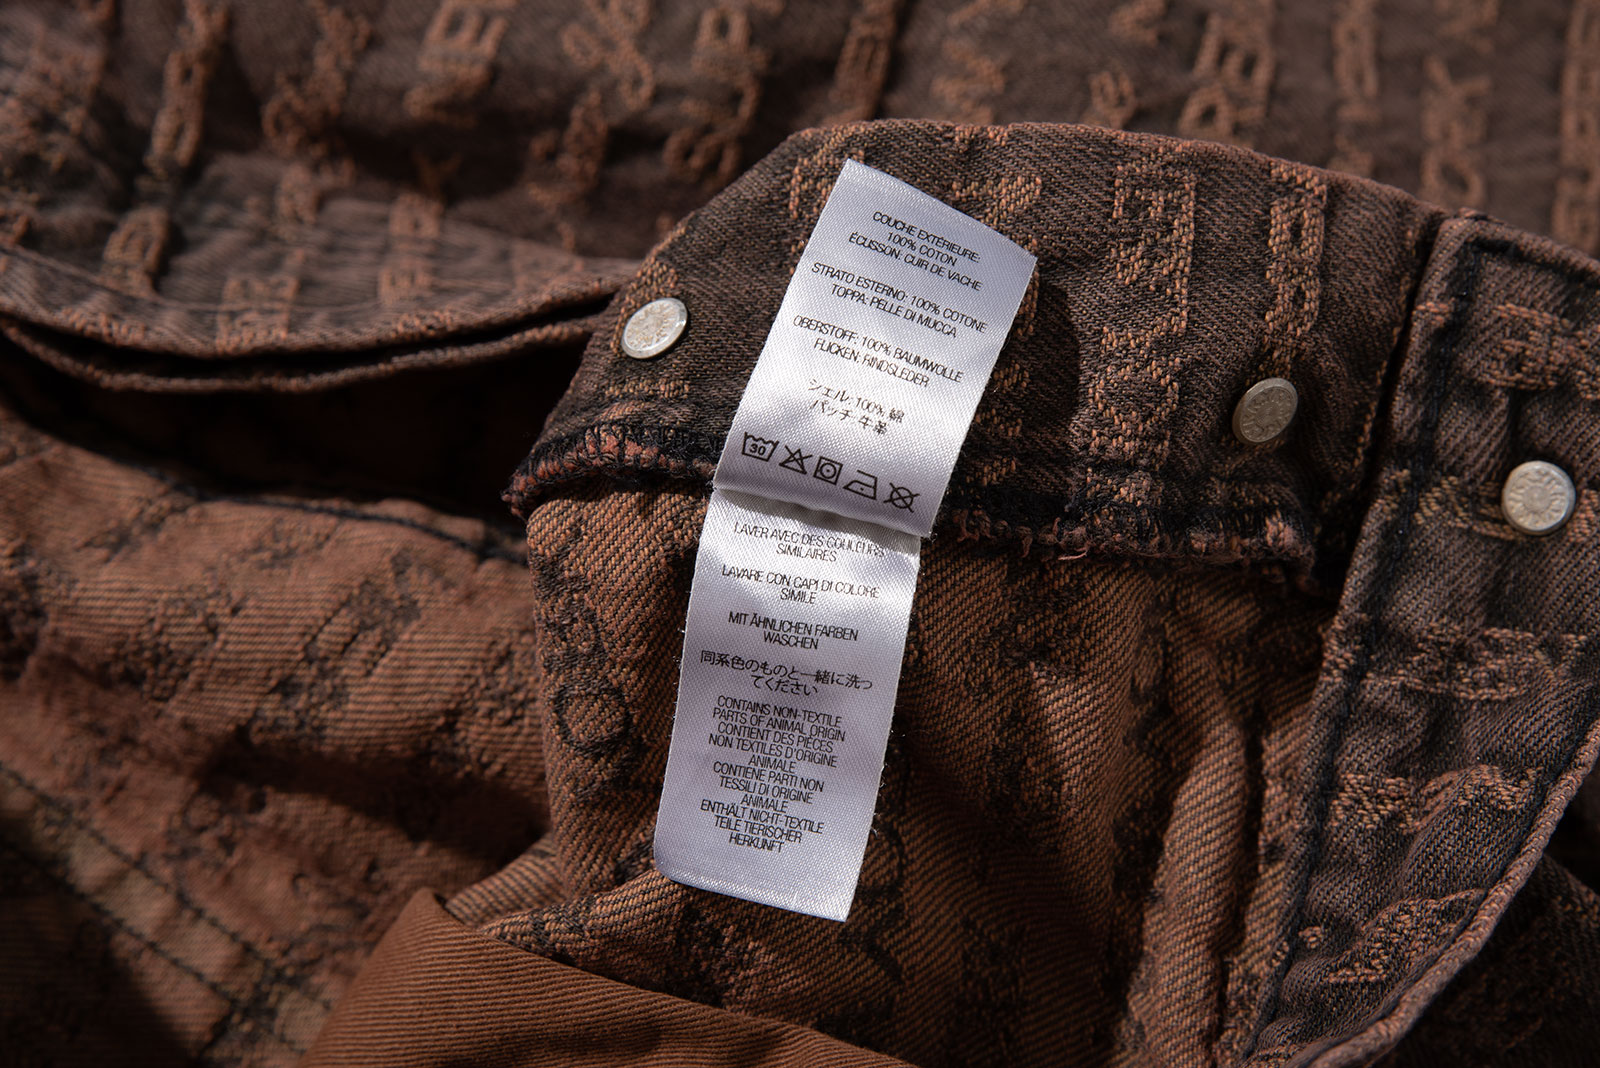 COUCHE EXTÉRIEURE:
100% COTON
ÉCUSSON: CUIR DE VACHE
STRATO ESTERNO: 100% COTONE
TOPPA: PELLE DI MUCCA
OBERSTOFF: 100% BAUMWOLLE
FLICKEN: RINDSLEDER
シェル: 100% 綿
パッチ: 牛革
30
LAVER AVEC DES COULEURS
SIMILAIRES
LAVARE CON CAPI DI COLORE
SIMILE
MIT ÄHNLICHEN FARBEN
WASCHEN
同系色のものと一緒に洗っ
てください
CONTAINS NON-TEXTILE
PARTS OF ANIMAL ORIGIN
CONTIENT DES PIÈCES
NON TEXTILES D'ORIGINE
ANIMALE
CONTIENE PARTI NON
TESSILI DI ORIGINE
ANIMALE
ENTHÄLT NICHT-TEXTILE
TEILE TIERISCHER
HERKUNFT